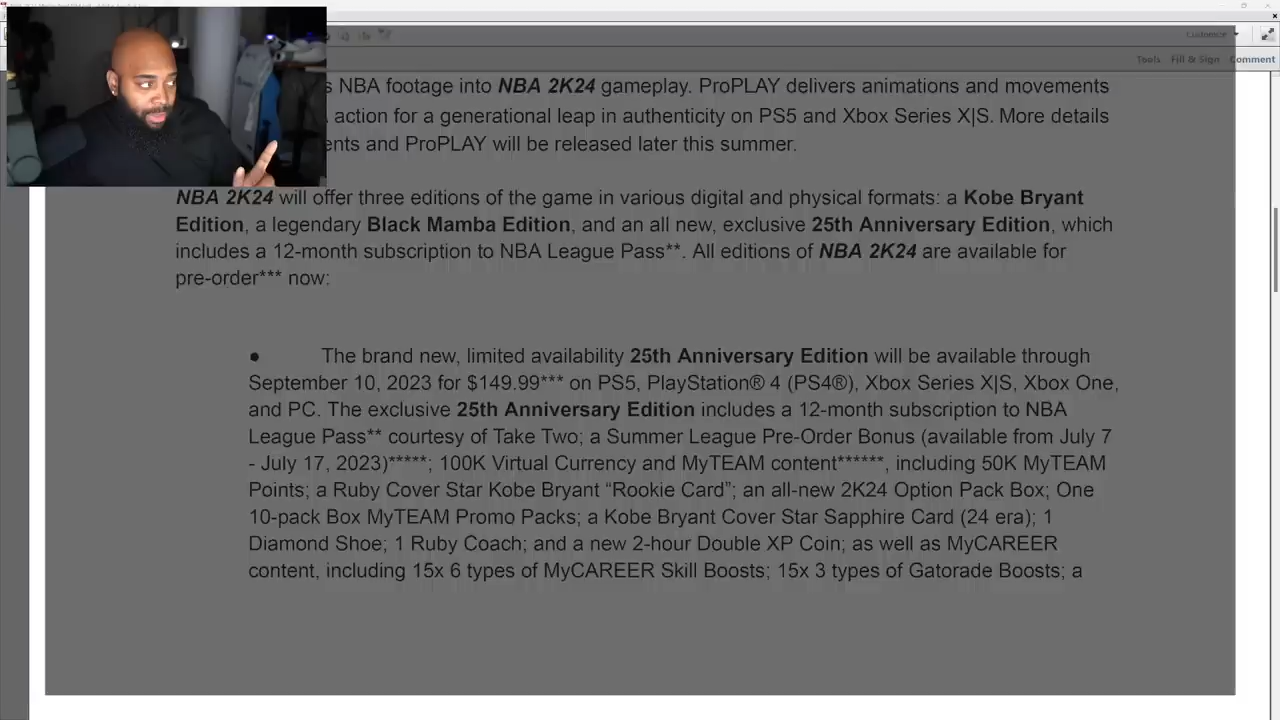 Customize
Tools Fill & Sign Comment
s NBA footage into NBA 2K24 gameplay. ProPLAY delivers animations and movements
action for a generational leap in authenticity on PS5 and Xbox Series X|S. More details
ents and ProPLAY will be released later this summer.
NBA 2K24 will offer three editions of the game in various digital and physical formats: a Kobe Bryant
Edition, a legendary Black Mamba Edition, and an all new, exclusive 25th Anniversary Edition, which
includes a 12-month subscription to NBA League Pass**. All editions of NBA 2K24 are available for
pre-order*** now:
● The brand new, limited availability 25th Anniversary Edition will be available through
September 10, 2023 for $149.99*** on PS5, PlayStation® 4 (PS4®), Xbox Series X|S, Xbox One,
and PC. The exclusive 25th Anniversary Edition includes a 12-month subscription to NBA
League Pass** courtesy of Take Two; a Summer League Pre-Order Bonus (available from July 7
- July 17, 2023)*****; 100K Virtual Currency and MyTEAM content******, including 50K MyTEAM
Points; a Ruby Cover Star Kobe Bryant “Rookie Card”; an all-new 2K24 Option Pack Box; One
10-pack Box MyTEAM Promo Packs; a Kobe Bryant Cover Star Sapphire Card (24 era); 1
Diamond Shoe; 1 Ruby Coach; and a new 2-hour Double XP Coin; as well as MyCAREER
content, including 15x 6 types of MyCAREER Skill Boosts; 15x 3 types of Gatorade Boosts; a